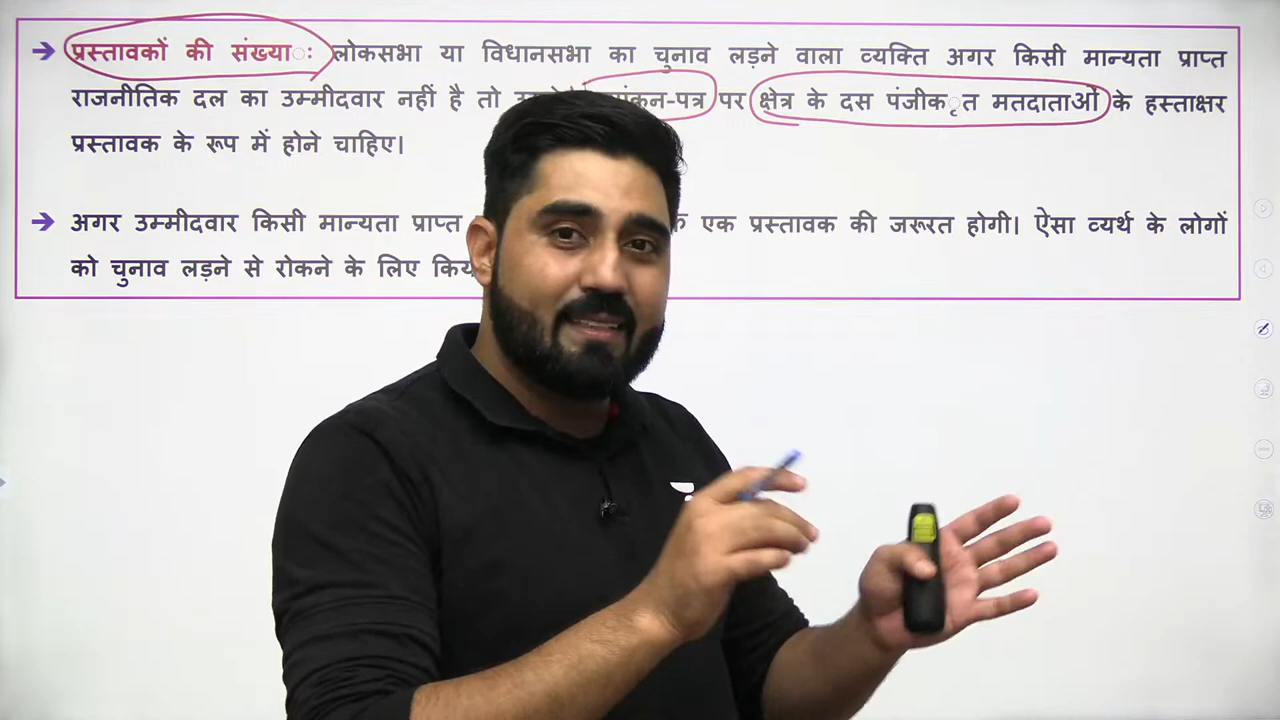 → प्रस्तावकों की संख्याः लोकसभा या विधानसभा का चुनाव लड़ने वाला व्यक्ति अगर किसी मान्यता प्राप्त
राजनीतिक दल का उम्मीदवार नहीं है तो पर क्षेत्र के दस पंजीकृत मतदाताओं के हस्ताक्षर
प्रस्तावक के रूप में होने चाहिए।
→ अगर उम्मीदवार किसी मान्यता प्राप्त एक प्रस्तावक की जरूरत होगी। ऐसा व्यर्थ के लोगों
को चुनाव लड़ने से रोकने के लिए